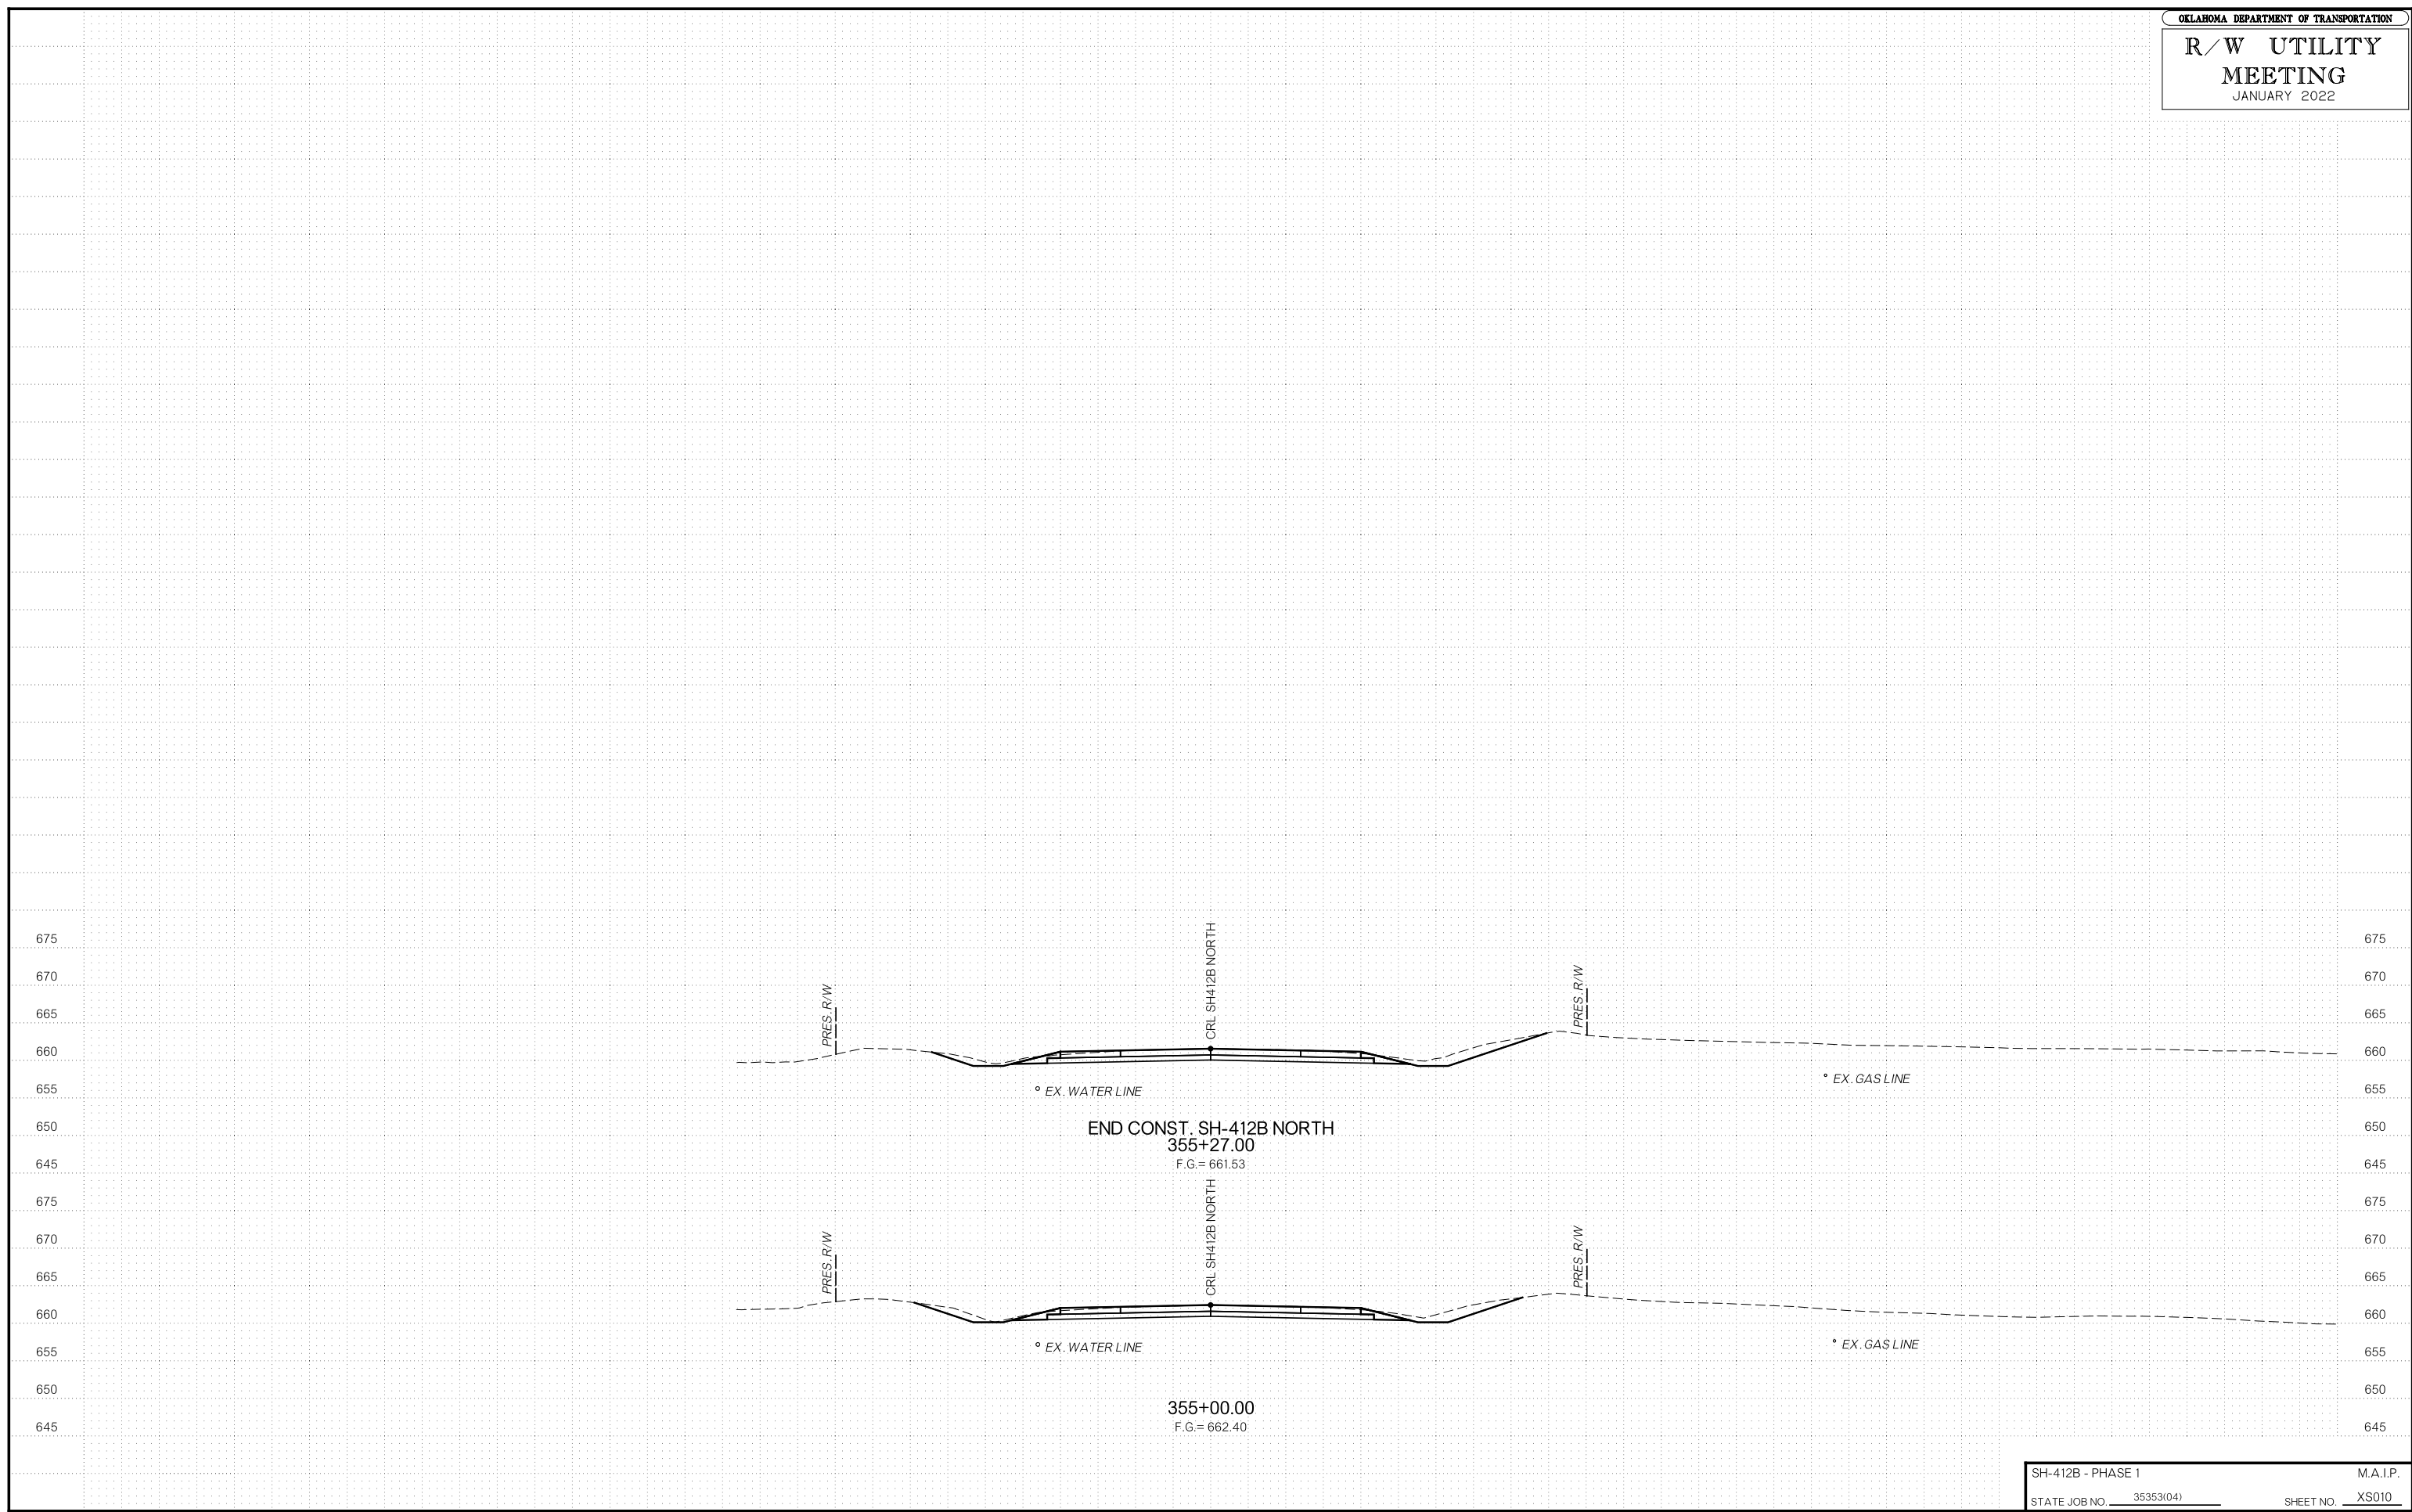 OKLAHOMA DEPARTMENT OF TRANSPORTATION
R/W UTILITY
MEETING
JANUARY 2022
675 675
670 670
665 665
660 660
655 655
650 650
645 645
PRES. R/W
CRL SH412B NORTH
PRES. R/W
EX. WATER LINE
EX. GAS LINE
END CONST. SH-412B NORTH
355+27.00
F.G.= 661.53
675 675
670 670
665 665
660 660
655 655
650 650
645 645
PRES. R/W
CRL SH412B NORTH
PRES. R/W
EX. WATER LINE
EX. GAS LINE
355+00.00
F.G.= 662.40
SH-412B - PHASE 1 M.A.I.P.
STATE JOB NO. 35353(04) SHEET NO. XS010